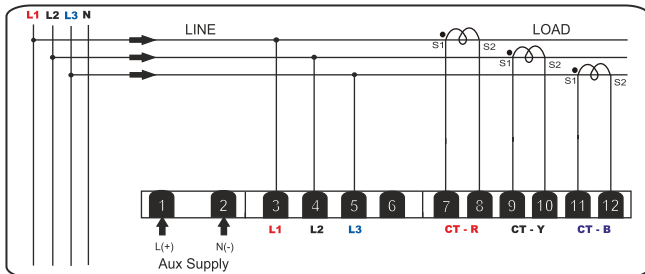 L1 L2 L3 N
LINE LOAD
S1 S2
S1 S2
S1 S2
1 2 3 4 5 6 7 8 9 10 11 12
L1 L2 L3 CT - R CT - Y CT - B
L(+) N(-)
Aux Supply